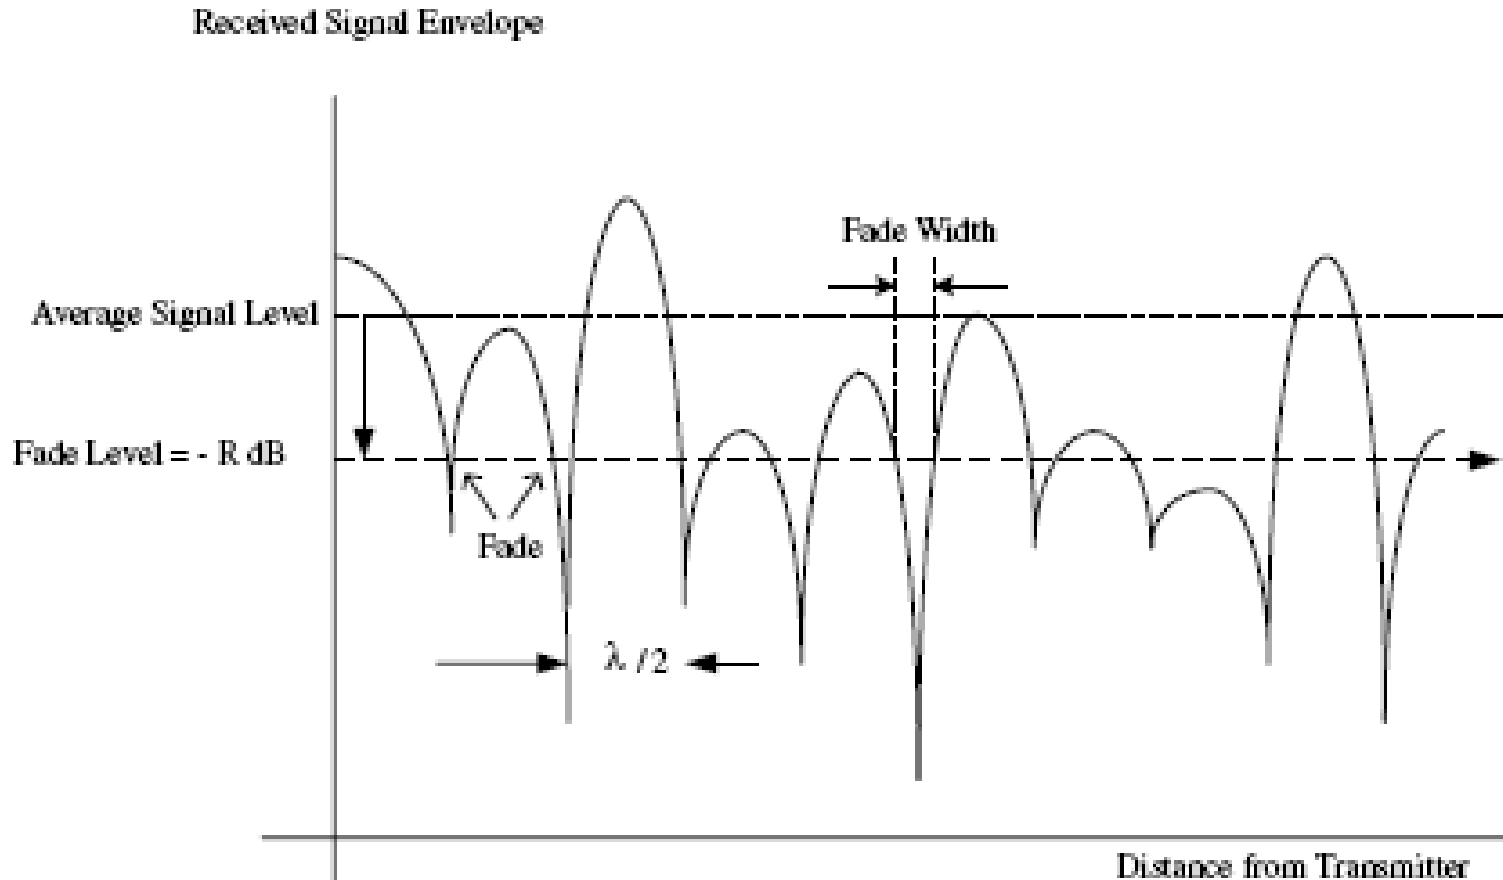 Received Signal Envelope
Fade Width
Average Signal Level
Fade Level = - R dB
Fade
λ /2
Distance from Transmitter